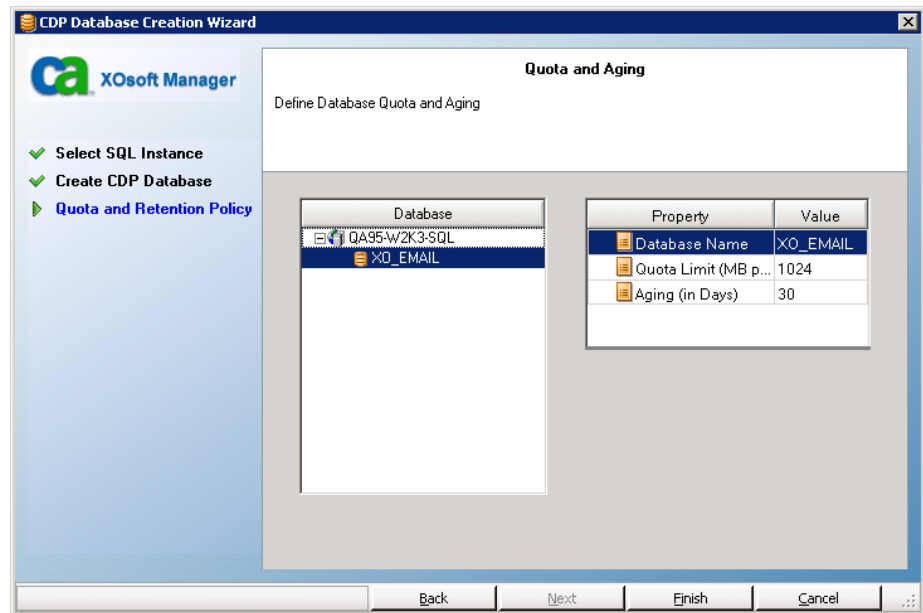 CDP Database Creation Wizard
ca XOsoft Manager
Select SQL Instance
Create CDP Database
Quota and Retention Policy
Quota and Aging
Define Database Quota and Aging
Database
QA95-W2K3-SQL
XO_EMAIL
Property Value
Database Name XO_EMAIL
Quota Limit (MB p... 1024
Aging (in Days) 30
Back Next Finish Cancel